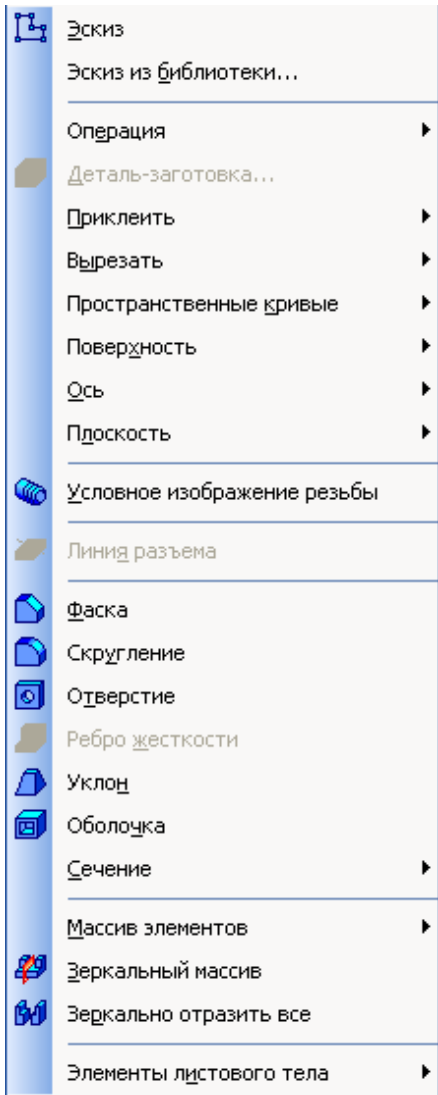 Эскиз
Эскиз из библиотеки...
Операция
Деталь-заготовка...
Приклеить
Вырезать
Пространственные кривые
Поверхность
Ось
Плоскость
Условное изображение резьбы
Линия разъема
Фаска
Скругление
Отверстие
Ребро жесткости
Уклон
Оболочка
Сечение
Массив элементов
Зеркальный массив
Зеркально отразить все
Элементы листового тела